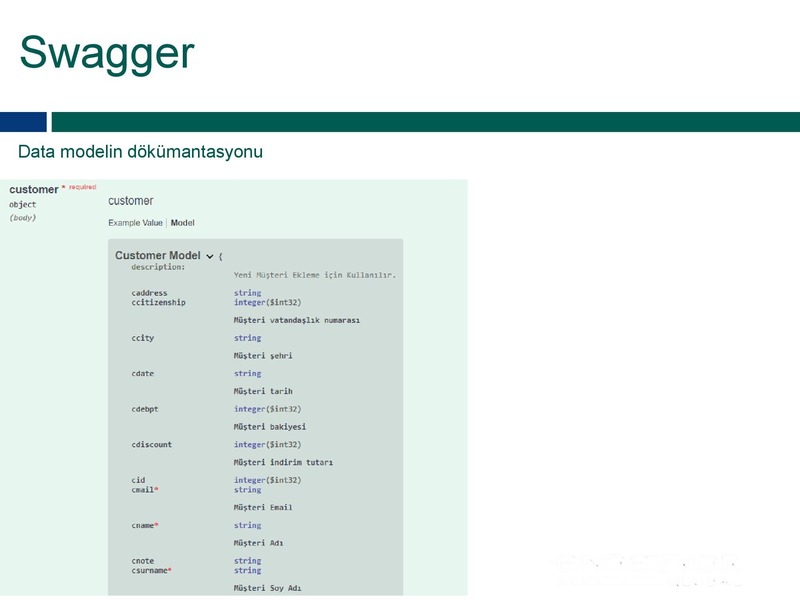 Swagger
Data modelin dökümantasyonu
customer * required
object
(body)
customer
Example Value | Model
Customer Model {
description:
Yeni Müşteri Ekleme için Kullanılır.
caddress string
ccitizenship integer($int32)
Müşteri vatandaşlık numarası
ccity string
Müşteri şehri
cdate string
Müşteri tarih
cdebpt integer($int32)
Müşteri bakiyesi
cdiscount integer($int32)
Müşteri indirim tutarı
cid integer($int32)
cmail* string
Müşteri Email
cname* string
Müşteri Adı
cnote string
csurname* string
Müşteri Soy Adı